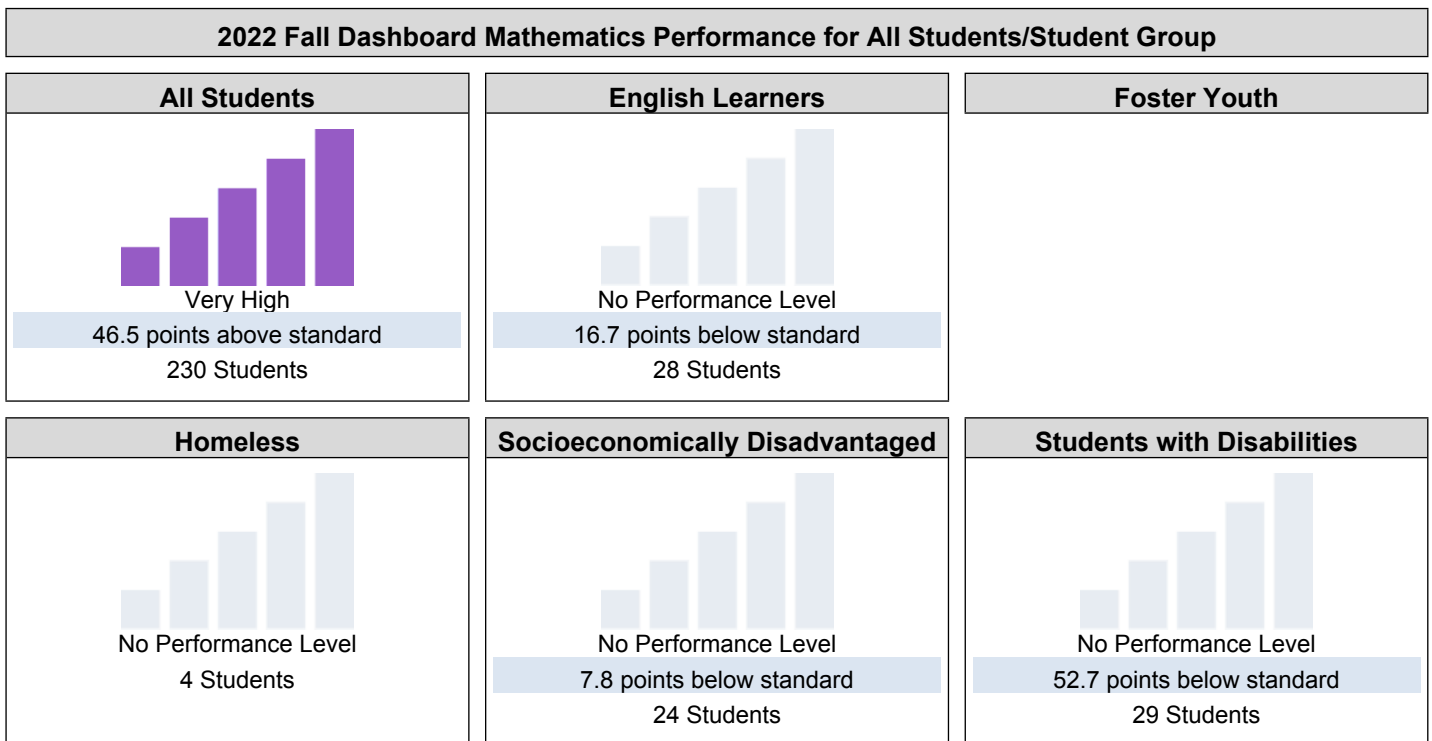 2022 Fall Dashboard Mathematics Performance for All Students/Student Group
All Students
Very High
46.5 points above standard
230 Students
English Learners
No Performance Level
16.7 points below standard
28 Students
Foster Youth
Homeless
No Performance Level
4 Students
Socioeconomically Disadvantaged
No Performance Level
7.8 points below standard
24 Students
Students with Disabilities
No Performance Level
52.7 points below standard
29 Students